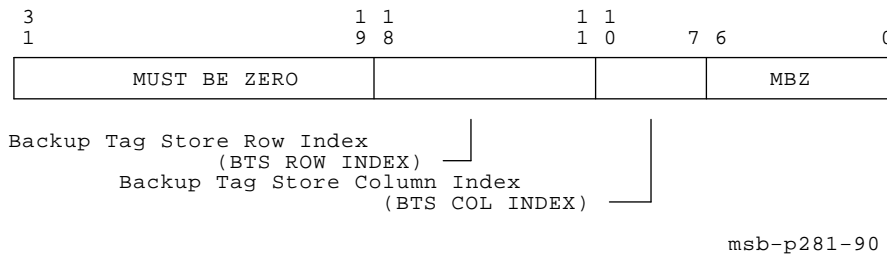 3 1 1 1 1
1 9 8 1 0 7 6 0
MUST BE ZERO MBZ
Backup Tag Store Row Index
(BTS ROW INDEX)
Backup Tag Store Column Index
(BTS COL INDEX)
msb-p281-90